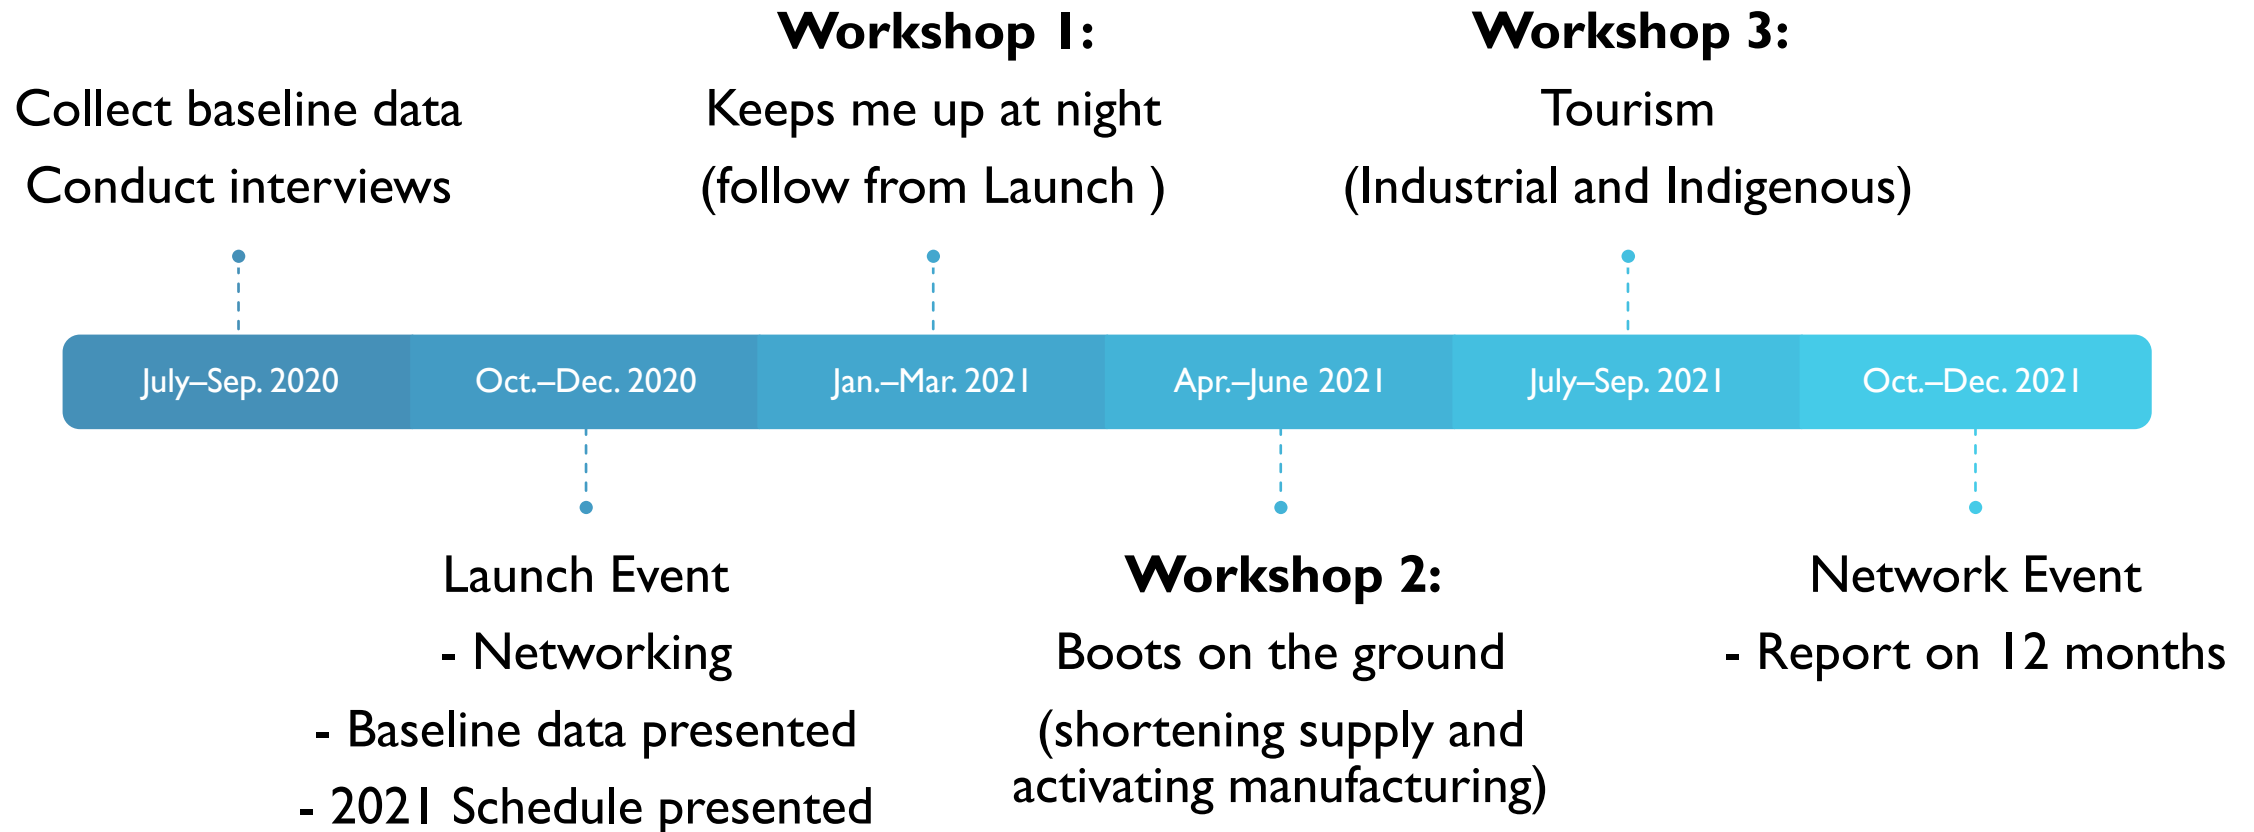 Workshop 1:
Keeps me up at night
(follow from Launch )
Workshop 3:
Tourism
(Industrial and Indigenous)
Collect baseline data
Conduct interviews
July–Sep. 2020
Oct.–Dec. 2020
Jan.–Mar. 2021
Apr.–June 2021
July–Sep. 2021
Oct.–Dec. 2021
Launch Event
- Networking
- Baseline data presented
- 2021 Schedule presented
Workshop 2:
Boots on the ground
(shortening supply and
activating manufacturing)
Network Event
- Report on 12 months